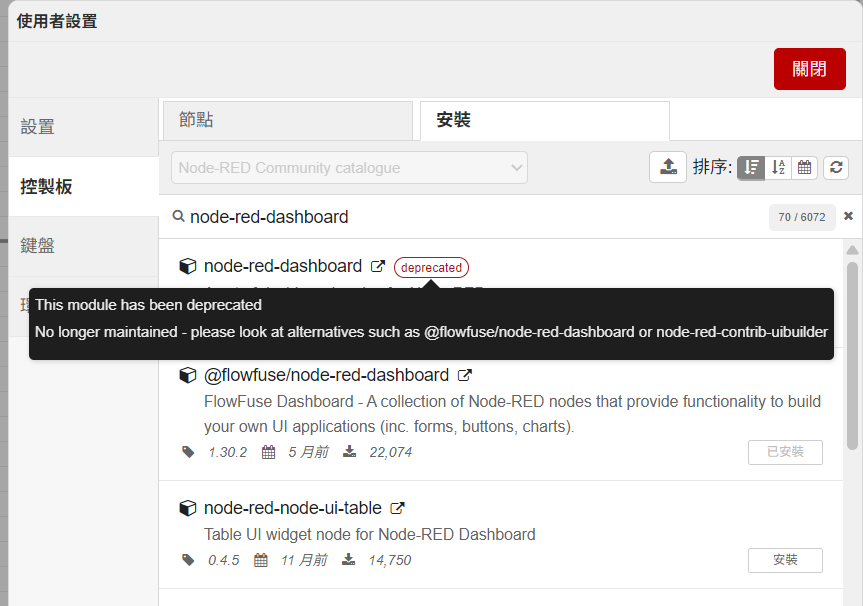 使用者設置
關閉
設置
控製板
鍵盤
節點
安裝
Node-RED Community catalogue
排序:
node-red-dashboard
70 / 6072
node-red-dashboard
deprecated
This module has been deprecated
No longer maintained - please look at alternatives such as @flowfuse/node-red-dashboard or node-red-contrib-uibuilder
@flowfuse/node-red-dashboard
FlowFuse Dashboard - A collection of Node-RED nodes that provide functionality to build
your own UI applications (inc. forms, buttons, charts).
1.30.2 5 月前 22,074
已安裝
node-red-node-ui-table
Table UI widget node for Node-RED Dashboard
0.4.5 11 月前 14,750
安裝